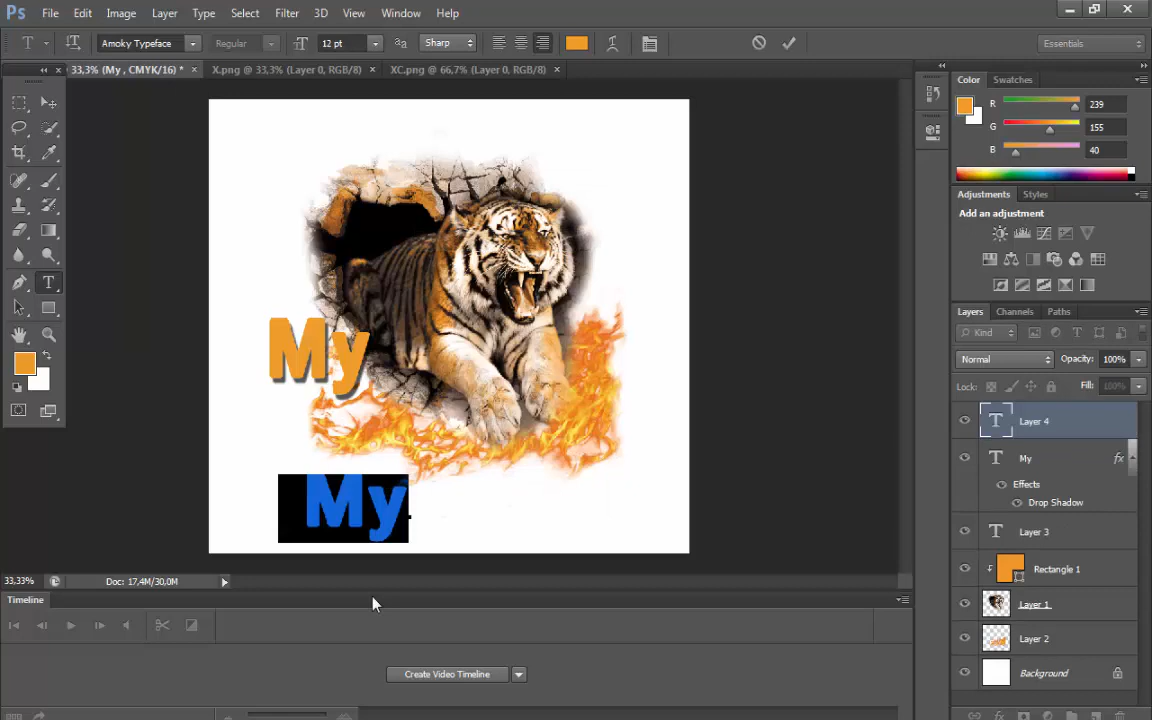 Ps File Edit Image Layer Type Select Filter 3D View Window Help
T Amoky Typeface Regular 12 pt Sharp Essentials
33,3% (My , CMYK/16) * × X.png @ 33,3% (Layer 0, RGB/8) × XC.png @ 66,7% (Layer 0, RGB/8) ×
Color Swatches
R 239
G 155
B 40
Adjustments Styles
Add an adjustment
Layers Channels Paths
Kind
Normal Opacity: 100%
Lock: Fill: 100%
Layer 4
My fx
Effects
Drop Shadow
Layer 3
Rectangle 1
Layer 1
Layer 2
Background
My
My
33,33% Doc: 17,4M/30,0M
Timeline
Create Video Timeline